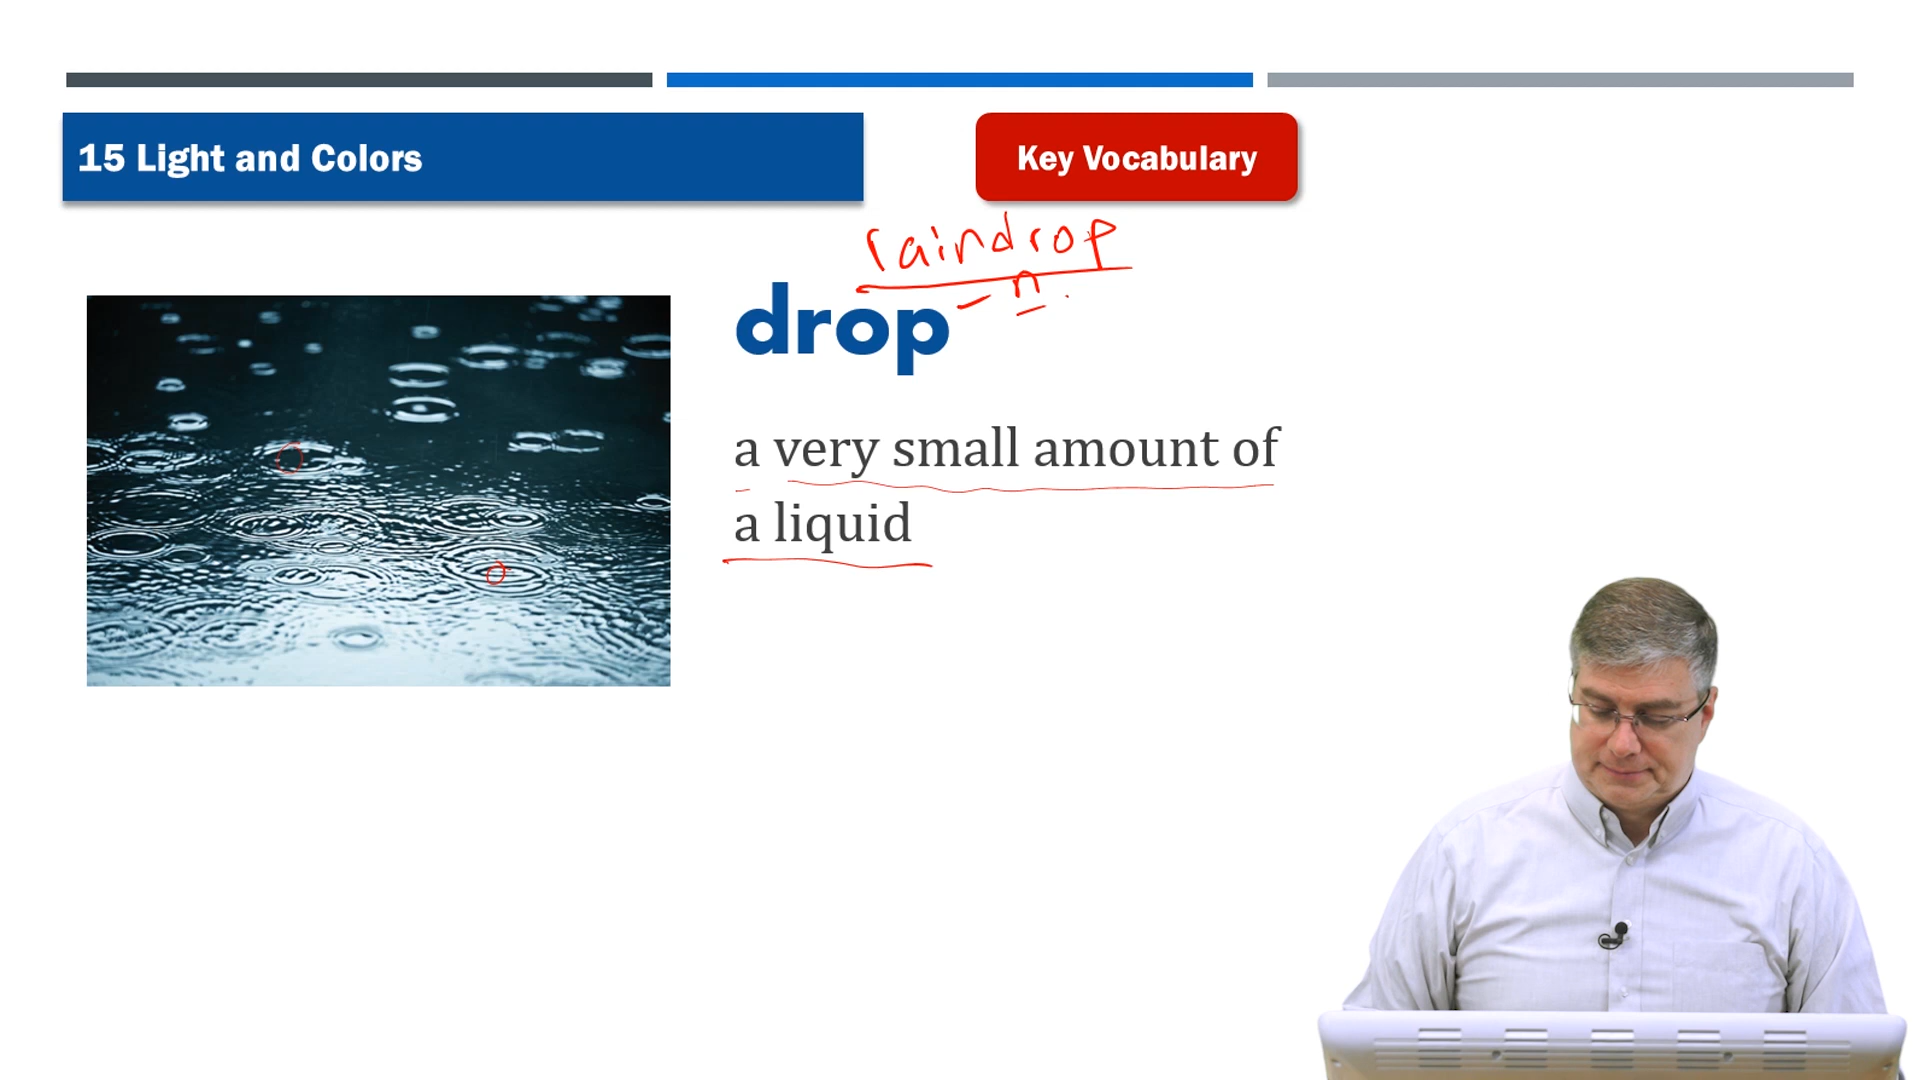 15 Light and Colors
Key Vocabulary
raindrop
drop - n.
a very small amount of
a liquid